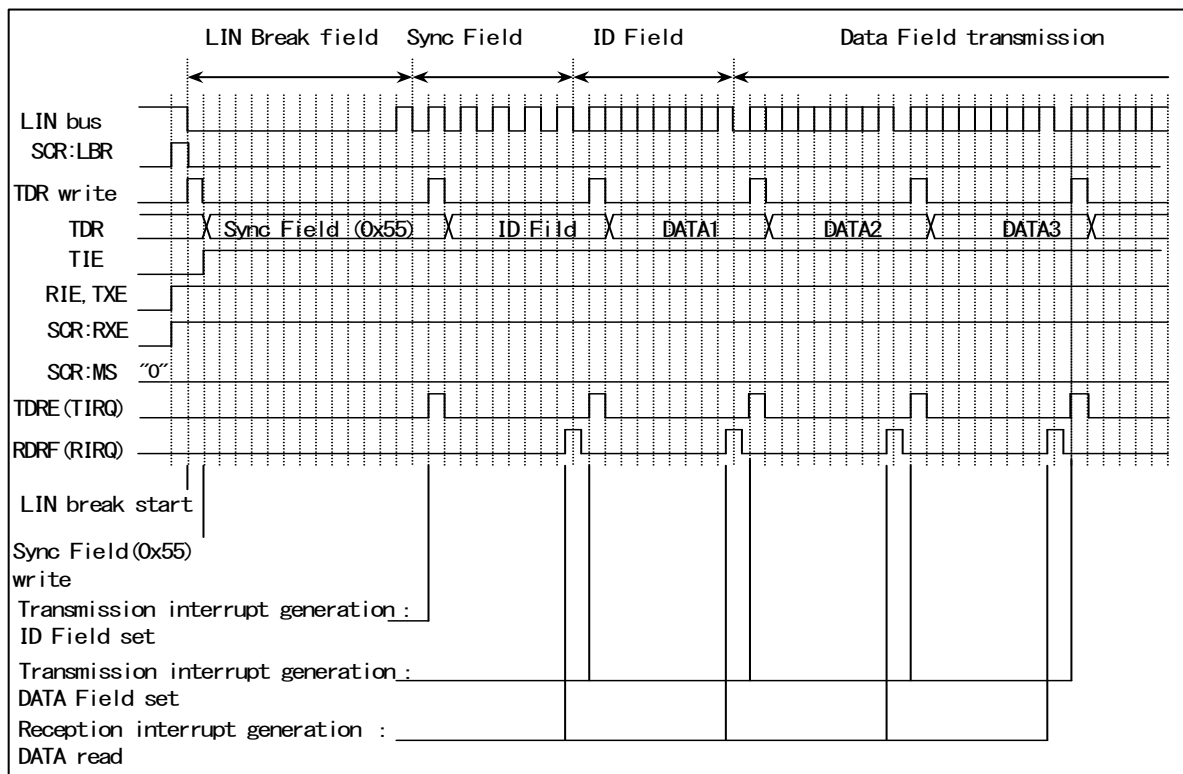 LIN Break field Sync Field ID Field Data Field transmission
LIN bus
SCR:LBR
TDR write
TDR Sync Field (0x55) ID Fild DATA1 DATA2 DATA3
TIE
RIE,TXE
SCR:RXE
SCR:MS "0"
TDRE(TIRQ)
RDRF(RIRQ)
LIN break start
Sync Field(0x55)
write
Transmission interrupt generation :
ID Field set
Transmission interrupt generation :
DATA Field set
Reception interrupt generation :
DATA read